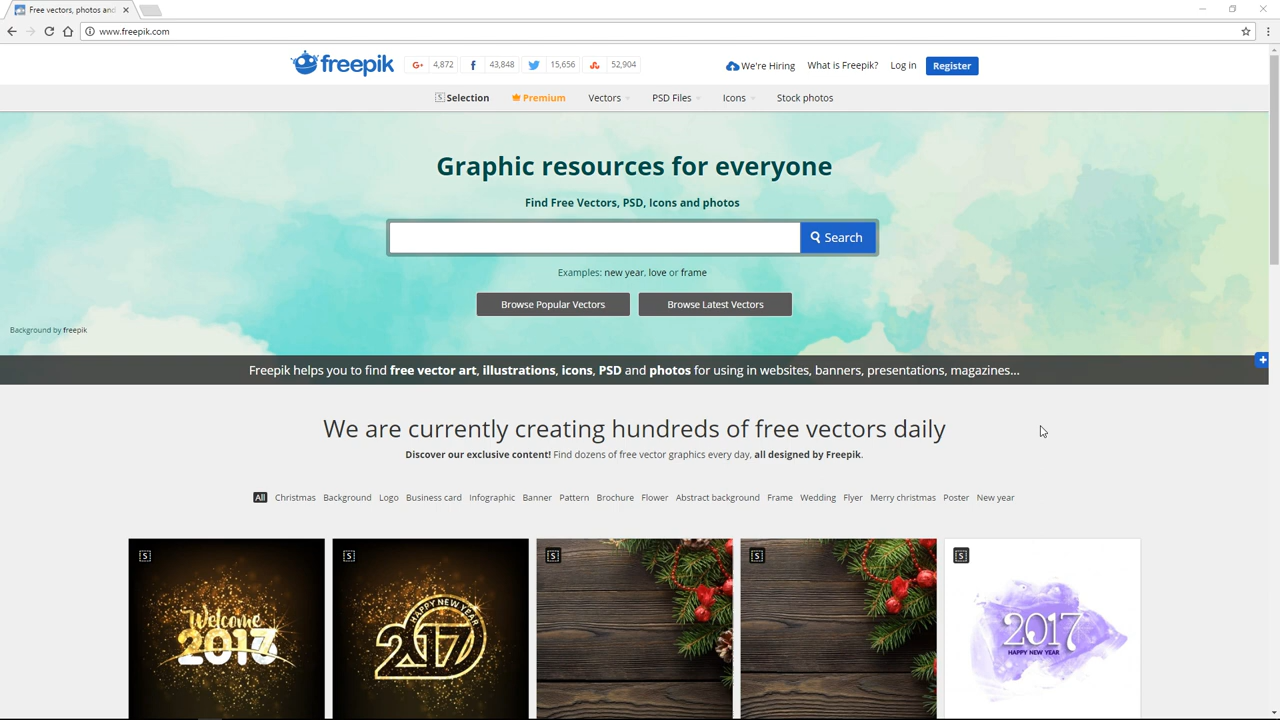 Free vectors, photos and
www.freepik.com
freepik 4,872 43,848 15,656 52,904 We're Hiring What is Freepik? Log in Register
S Selection Premium Vectors PSD Files Icons Stock photos
Graphic resources for everyone
Find Free Vectors, PSD, Icons and photos
Search
Examples: new year, love or frame
Browse Popular Vectors Browse Latest Vectors
Background by freepik
Freepik helps you to find free vector art, illustrations, icons, PSD and photos for using in websites, banners, presentations, magazines...
We are currently creating hundreds of free vectors daily
Discover our exclusive content! Find dozens of free vector graphics every day, all designed by Freepik.
All Christmas Background Logo Business card Infographic Banner Pattern Brochure Flower Abstract background Frame Wedding Flyer Merry christmas Poster New year
S S S S S
Welcome
2017
HAPPY NEW YEAR
2017
2017
HAPPY NEW YEAR